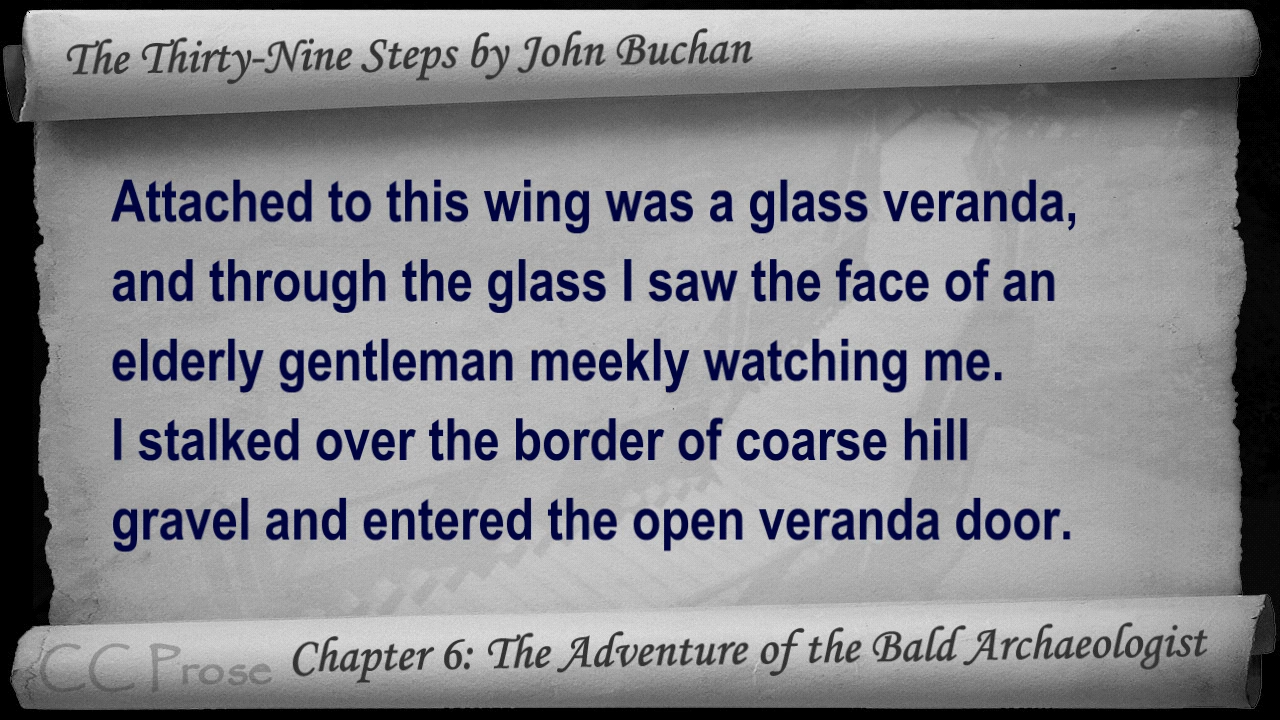 The Thirty-Nine Steps by John Buchan
Attached to this wing was a glass veranda,
and through the glass I saw the face of an
elderly gentleman meekly watching me.
I stalked over the border of coarse hill
gravel and entered the open veranda door.
CC Prose
Chapter 6: The Adventure of the Bald Archaeologist